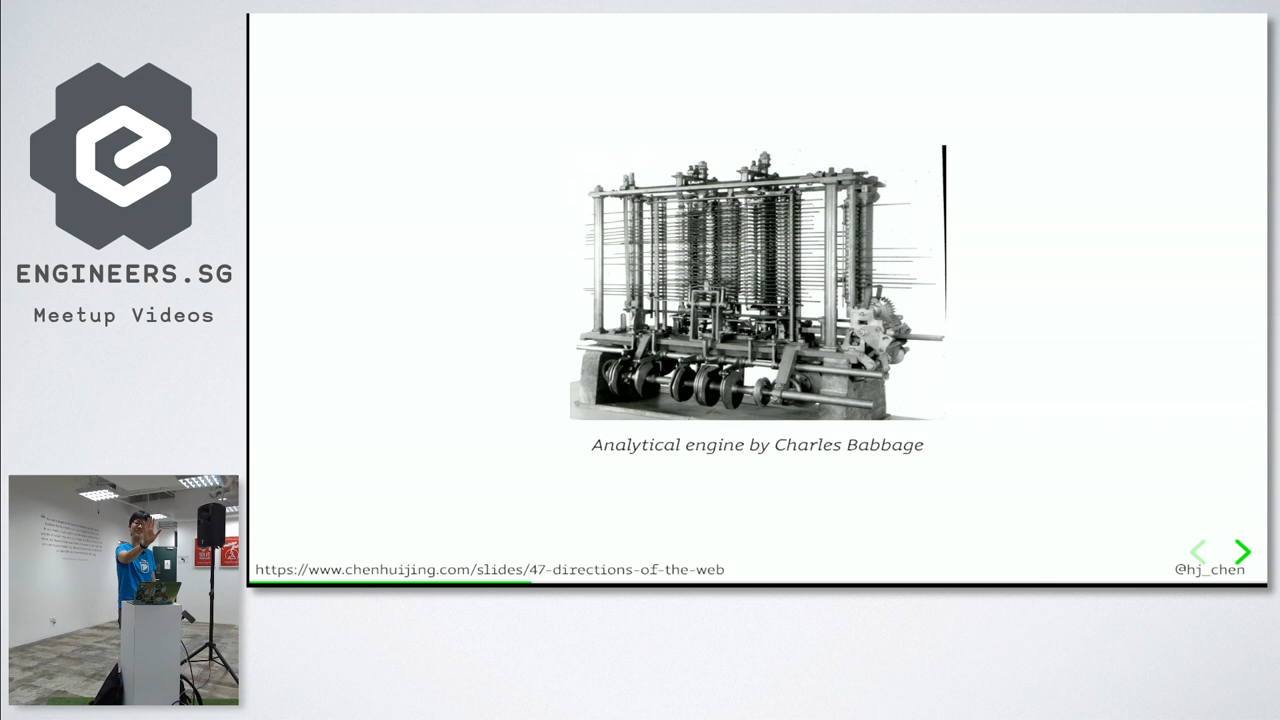 ENGINEERS.SG
Meetup Videos
Analytical engine by Charles Babbage
https://www.chenhuijing.com/slides/47-directions-of-the-web
@hj_chen